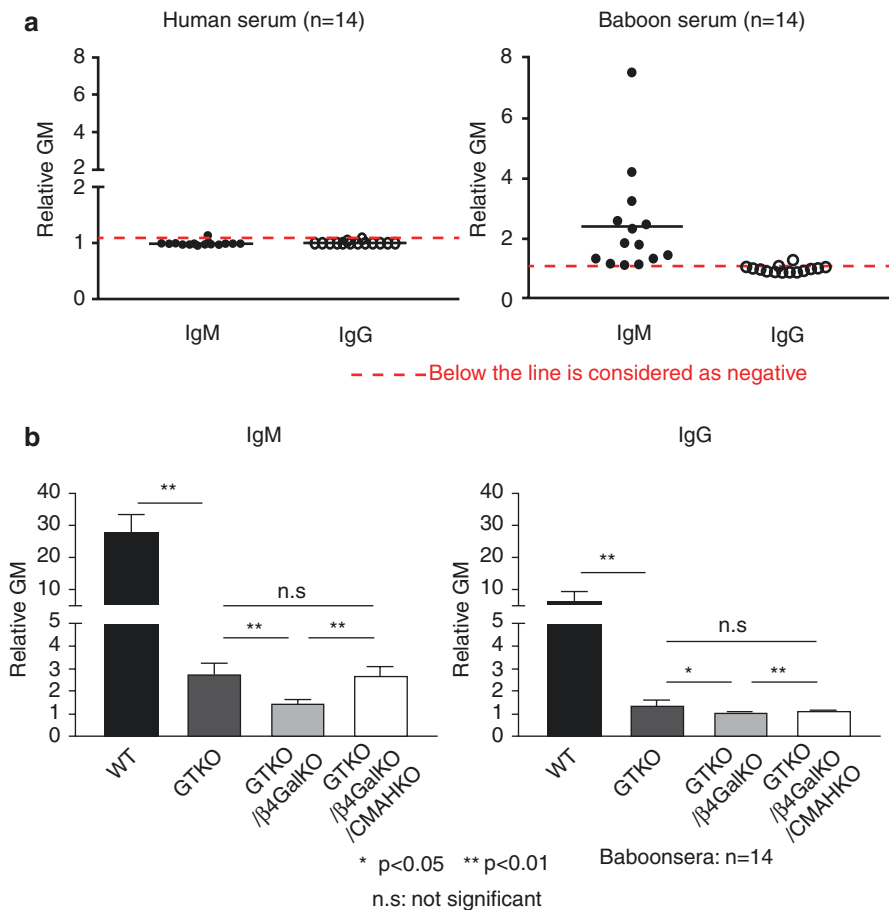 a
Human serum (n=14)
Baboon serum (n=14)
Relative GM
8
6
4
2
2
1
0
IgM
IgG
Relative GM
8
6
4
2
0
IgM
IgG
Below the line is considered as negative
b
IgM
IgG
Relative GM
40
30
20
10
5
4
3
2
1
0
**
n.s
**
**
WT
GTKO
GTKO
/β4GalKO
GTKO
/β4GalKO
/CMAHKO
Relative GM
40
30
20
10
5
4
3
2
1
0
**
n.s
*
**
WT
GTKO
GTKO
/β4GalKO
GTKO
/β4GalKO
/CMAHKO
* p<0.05 **p<0.01
Baboonsera: n=14
n.s: not significant